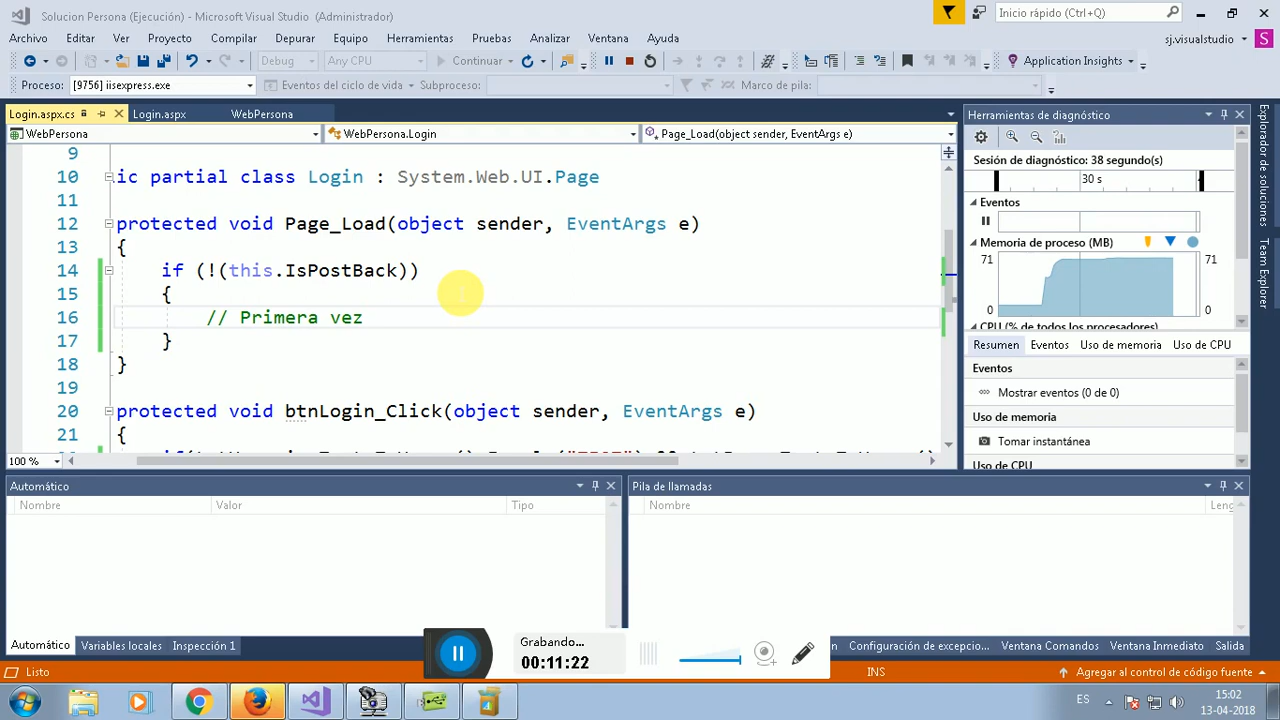 Solucion Persona (Ejecución) - Microsoft Visual Studio (Administrador)
Inicio rápido (Ctrl+Q)
Archivo Editar Ver Proyecto Compilar Depurar Equipo Herramientas Pruebas Analizar Ventana Ayuda
sj.visualstudio S
Debug Any CPU Continuar Application Insights
Proceso: [9756] iisexpress.exe Eventos del ciclo de vida Subproceso: Marco de pila:
Login.aspx.cs Login.aspx WebPersona
WebPersona WebPersona.Login Page_Load(object sender, EventArgs e)
9
10 ic partial class Login : System.Web.UI.Page
11
12 protected void Page_Load(object sender, EventArgs e)
13 {
14 if (!(this.IsPostBack))
15 {
16 // Primera vez
17 }
18 }
19
20 protected void btnLogin_Click(object sender, EventArgs e)
21 {
100 %
Herramientas de diagnóstico
Sesión de diagnóstico: 38 segundo(s)
30 s
Eventos
Memoria de proceso (MB)
71 71
0 0
CPU (% de todos los procesadores)
Resumen Eventos Uso de memoria Uso de CPU
Eventos
Mostrar eventos (0 de 0)
Uso de memoria
Tomar instantánea
Uso de CPU
Explorador de soluciones
Team Explorer
Automático
Nombre Valor Tipo
Pila de llamadas
Nombre Leng
Automático Variables locales Inspección 1
Configuración de excepcio... Ventana Comandos Ventana Inmediato Salida
Grabando...
00:11:22
Listo INS Agregar al control de código fuente
ES 15:02
13-04-2018